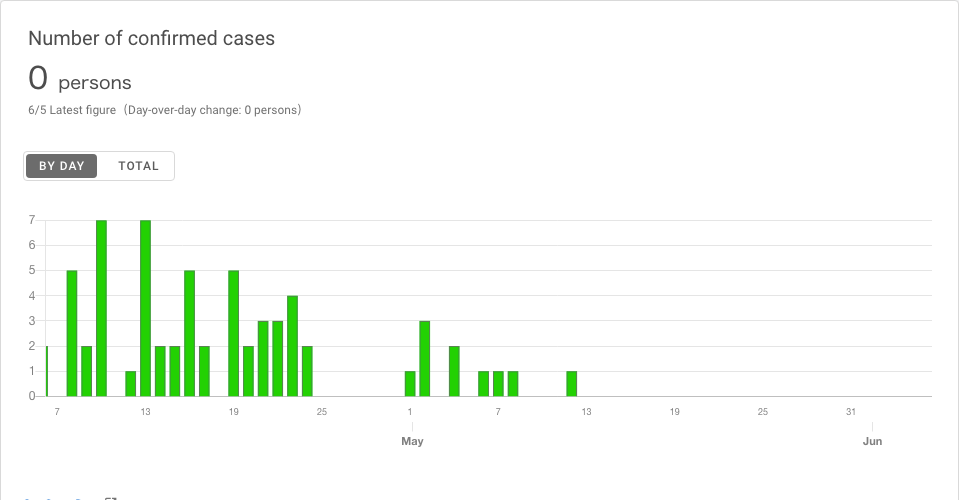 Number of confirmed cases
0 persons
6/5 Latest figure（Day-over-day change: 0 persons）
BY DAY TOTAL
7
6
5
4
3
2
1
0
7 13 19 25 1 7 13 19 25 31
May Jun